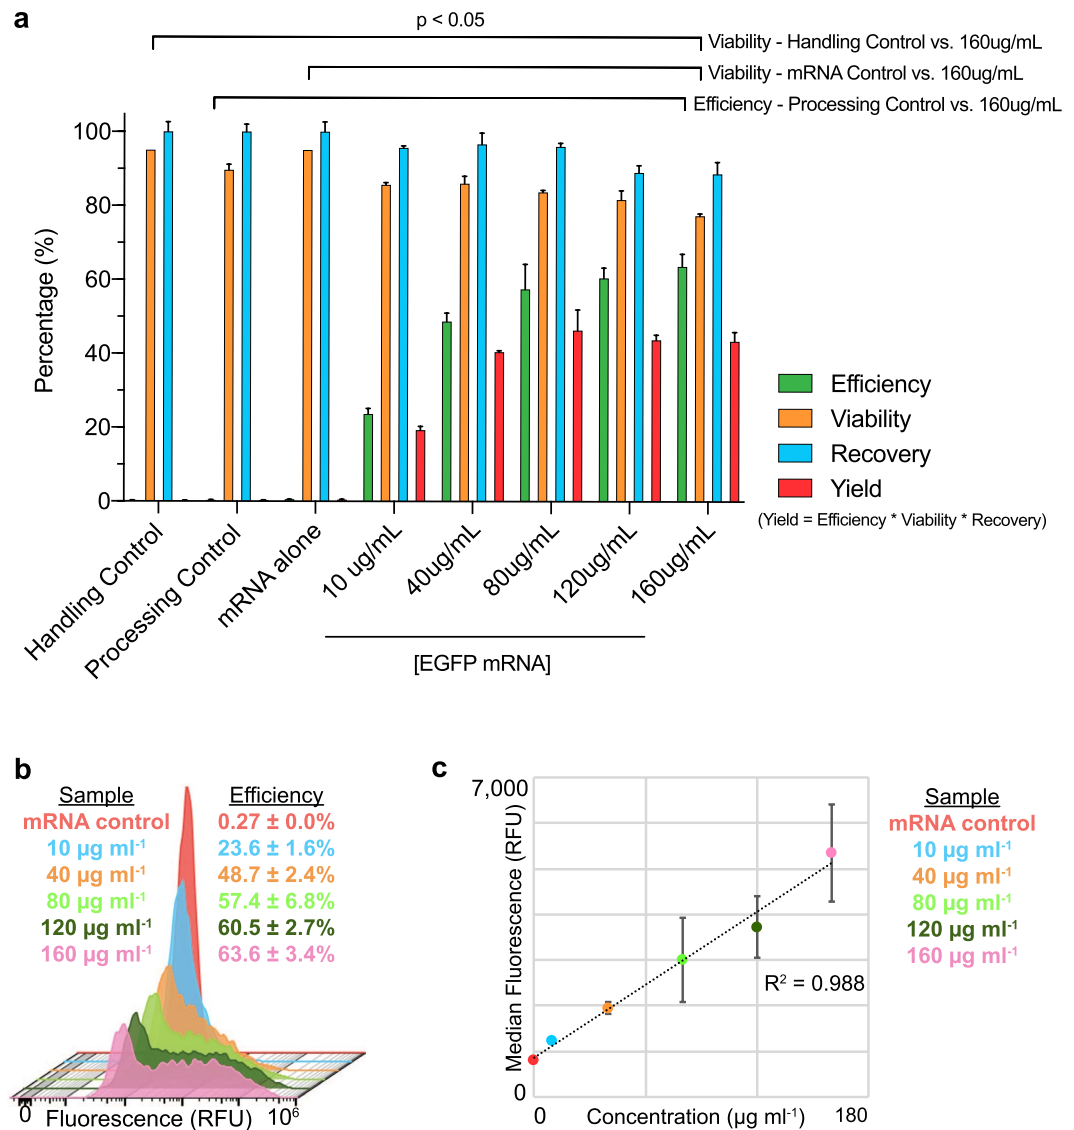 a
p < 0.05
Viability - Handling Control vs. 160ug/mL
Viability - mRNA Control vs. 160ug/mL
Efficiency - Processing Control vs. 160ug/mL
Percentage (%)
100
80
60
40
20
0
Efficiency
Viability
Recovery
Yield
(Yield = Efficiency * Viability * Recovery)
Handling Control
Processing Control
mRNA alone
10 ug/mL
40ug/mL
80ug/mL
120ug/mL
160ug/mL
[EGFP mRNA]
b
Sample Efficiency
mRNA control 0.27 ± 0.0%
10 µg ml⁻¹ 23.6 ± 1.6%
40 µg ml⁻¹ 48.7 ± 2.4%
80 µg ml⁻¹ 57.4 ± 6.8%
120 µg ml⁻¹ 60.5 ± 2.7%
160 µg ml⁻¹ 63.6 ± 3.4%
0 Fluorescence (RFU) 10⁶
c
7,000
Median Fluorescence (RFU)
0
R² = 0.988
0 Concentration (µg ml⁻¹) 180
Sample
mRNA control
10 µg ml⁻¹
40 µg ml⁻¹
80 µg ml⁻¹
120 µg ml⁻¹
160 µg ml⁻¹